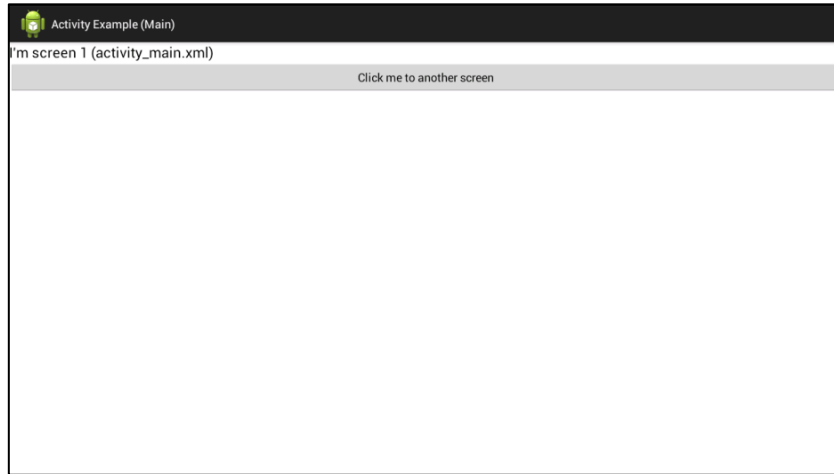 Activity Example (Main)
I'm screen 1 (activity_main.xml)
Click me to another screen